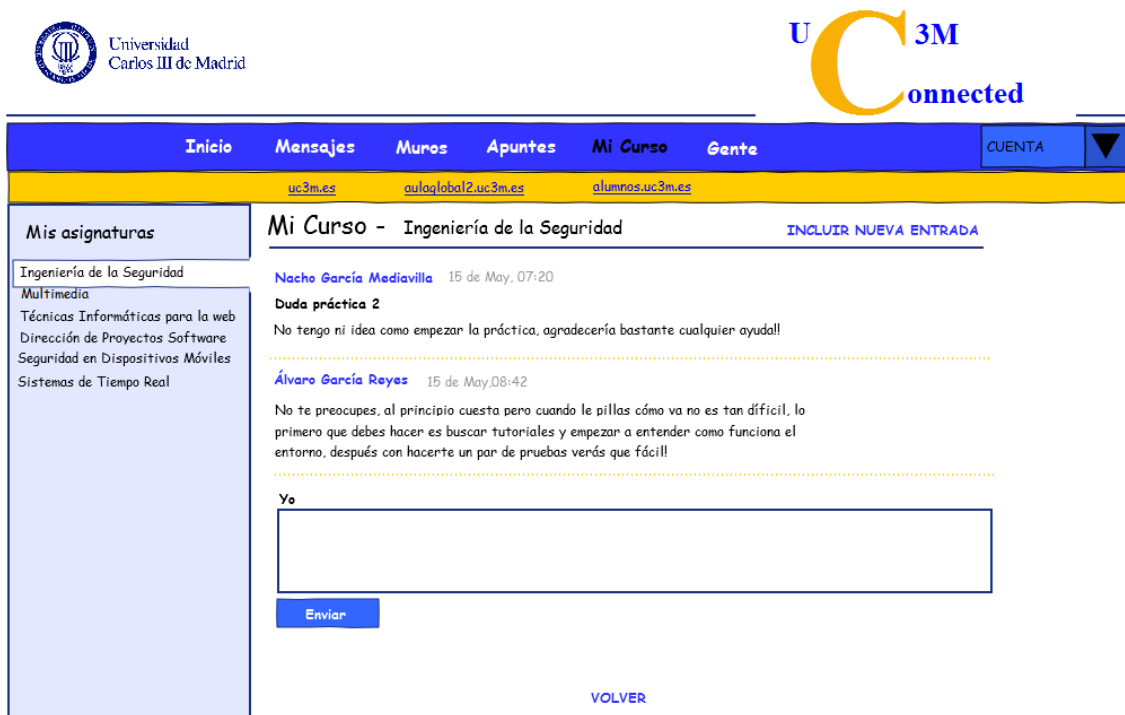 Universidad
Carlos III de Madrid
U C 3M
onnected
Inicio Mensajes Muros Apuntes Mi Curso Gente CUENTA
uc3m.es aulaglobal2.uc3m.es alumnos.uc3m.es
Mis asignaturas
Ingeniería de la Seguridad
Multimedia
Técnicas Informáticas para la web
Dirección de Proyectos Software
Seguridad en Dispositivos Móviles
Sistemas de Tiempo Real
Mi Curso - Ingeniería de la Seguridad INCLUIR NUEVA ENTRADA
Nacho García Mediavilla 15 de May, 07:20
Duda práctica 2
No tengo ni idea como empezar la práctica, agradecería bastante cualquier ayuda!!
Álvaro García Reyes 15 de May,08:42
No te preocupes, al principio cuesta pero cuando le pillas cómo va no es tan díficil, lo
primero que debes hacer es buscar tutoriales y empezar a entender como funciona el
entorno, después con hacerte un par de pruebas verás que fácil!
Yo
Enviar
VOLVER